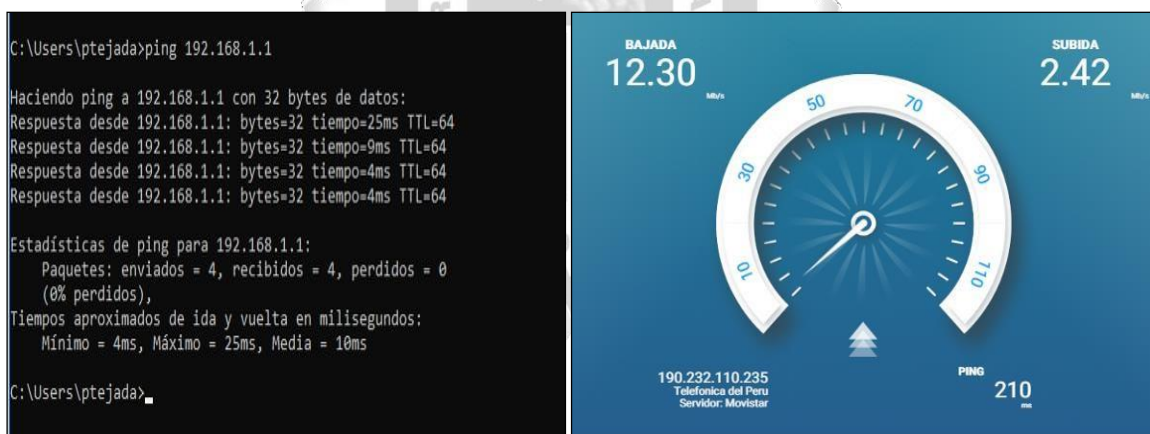 C:\Users\ptejada>ping 192.168.1.1
Haciendo ping a 192.168.1.1 con 32 bytes de datos:
Respuesta desde 192.168.1.1: bytes=32 tiempo=25ms TTL=64
Respuesta desde 192.168.1.1: bytes=32 tiempo=9ms TTL=64
Respuesta desde 192.168.1.1: bytes=32 tiempo=4ms TTL=64
Respuesta desde 192.168.1.1: bytes=32 tiempo=4ms TTL=64
Estadísticas de ping para 192.168.1.1:
Paquetes: enviados = 4, recibidos = 4, perdidos = 0
(0% perdidos),
Tiempos aproximados de ida y vuelta en milisegundos:
Mínimo = 4ms, Máximo = 25ms, Media = 10ms
C:\Users\ptejada>
BAJADA
12.30
Mb/s
SUBIDA
2.42
Mb/s
10
30
50
70
90
110
190.232.110.235
Telefonica del Peru
Servidor: Movistar
PING
210
ms